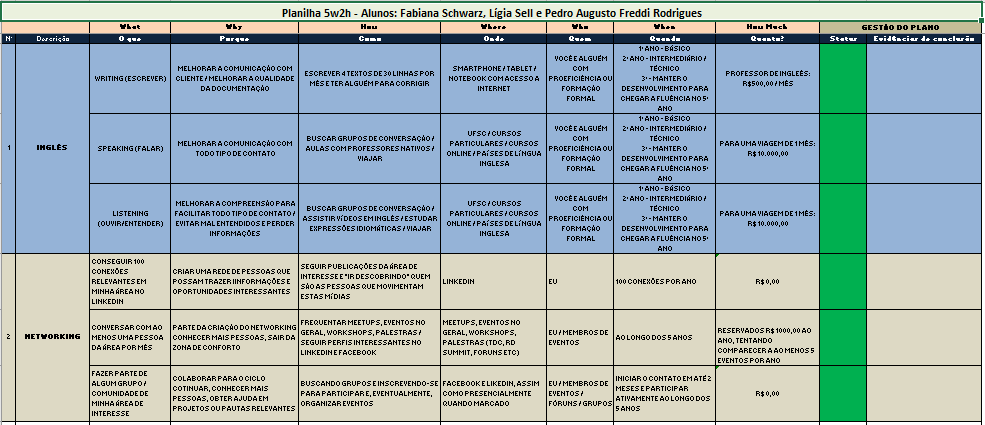 Planilha 5w2h - Alunos: Fabiana Schwarz, Lígia Sell e Pedro Augusto Freddi Rodrigues
What Why How Where Who When How Much GESTÃO DO PLANO
Nº Descrição O que Porque Como Onde Quem Quando Quanto? Status Evidências de conclusão
1
INGLÊS
WRITING (ESCREVER)
MELHORAR A COMUNICAÇÃO COM
CLIENTE / MELHORAR A QUALIDADE
DA DOCUMENTAÇÃO
ESCREVER 4 TEXTOS DE 30 LINHAS POR
MÊS E TER ALGUÉM PARA CORRIGIR
SMARTPHONE / TABLET /
NOTEBOOK COM ACESSO A
INTERNET
VOCÊ E ALGUÉM
COM
PROFICIÊNCIA OU
FORMAÇÃO
FORMAL
1º ANO - BÁSICO
2º ANO - INTERMEDIÁRIO /
TÉCNICO
3º - MANTER O
DESENVOLVIMENTO PARA
CHEGAR A FLUÊNCIA NO 5º
ANO
PROFESSOR DE INGLEÊS:
R$500,00 / MÊS
SPEAKING (FALAR)
MELHORAR A COMUNICAÇÃO COM
TODO TIPO DE CONTATO
BUSCAR GRUPOS DE CONVERSAÇÃO /
AULAS COM PROFESSORES NATIVOS /
VIAJAR
UFSC / CURSOS
PARTICULARES / CURSOS
ONLINE / PAÍSES DE LÍNGUA
INGLESA
VOCÊ E ALGUÉM
COM
PROFICIÊNCIA OU
FORMAÇÃO
FORMAL
1º ANO - BÁSICO
2º ANO - INTERMEDIÁRIO /
TÉCNICO
3º - MANTER O
DESENVOLVIMENTO PARA
CHEGAR A FLUÊNCIA NO 5º
ANO
PARA UMA VIAGEM DE 1 MÊS:
R$ 10.000,00
LISTENING
(OUVIR/ENTENDER)
MELHORAR A COMPREENSÃO PARA
FACILITAR TODO TIPO DE CONTATO /
EVITAR MAL ENTENDIDOS E PERDER
INFORMAÇÕES
BUSCAR GRUPOS DE CONVERSAÇÃO /
ASSISTIR VÍDEOS EM INGLÊS / ESTUDAR
EXPRESSÕES IDIOMÁTICAS / VIAJAR
UFSC / CURSOS
PARTICULARES / CURSOS
ONLINE / PAÍSES DE LÍNGUA
INGLESA
VOCÊ E ALGUÉM
COM
PROFICIÊNCIA OU
FORMAÇÃO
FORMAL
1º ANO - BÁSICO
2º ANO - INTERMEDIÁRIO /
TÉCNICO
3º - MANTER O
DESENVOLVIMENTO PARA
CHEGAR A FLUÊNCIA NO 5º
ANO
PARA UMA VIAGEM DE 1 MÊS:
R$ 10.000,00
2
NETWORKING
CONSEGUIR 100
CONEXÕES
RELEVANTES EM
MINHA ÁREA NO
LINKEDIN
CRIAR UMA REDE DE PESSOAS QUE
POSSAM TRAZER IINFORMAÇÕES E
OPORTUNIDADES INTERESSANTES
SEGUIR PUBLICAÇÕES DA ÁREA DE
INTERESSE E "IR DESCOBRINDO" QUEM
SÃO AS PESSOAS QUE MOVIMENTAM
ESTAS MÍDIAS
LINKEDIN
EU
100 CONEXÕES POR ANO
R$ 0,00
CONVERSAR COM AO
MENOS UMA PESSOA
DA ÁREA POR MÊS
PARTE DA CRIAÇÃO DO NETWORKING
CONHECER MAIS PESSOAS, SAIR DA
ZONA DE CONFORTO
FREQUENTAR MEETUPS, EVENTOS NO
GERAL, WORKSHOPS, PALESTRAS /
SEGUIR PERFIS INTERESSANTES NO
LINKEDIN E FACEBOOK
MEETUPS, EVENTOS NO
GERAL, WORKSHOPS,
PALESTRAS (TDC, RD
SUMMIT, FORUNS ETC)
EU / MEMBROS DE
EVENTOS
AO LONGO DOS 5 ANOS
RESERVADOS R$ 1000,00 AO
ANO, TENTANDO
COMPARECER A AO MENOS 5
EVENTOS POR ANO
FAZER PARTE DE
ALGUM GRUPO /
COMUNIDADE DE
MINHA ÁREA DE
INTERESSE
COLABORAR PARA O CICLO
COTINUAR, CONHECER MAIS
PESSOAS, OBTER AJUDA EM
PROJETOS OU PAUTAS RELEVANTES
BUSCANDO GRUPOS E INSCREVENDO-SE
PARA PARTICIPAR E, EVENTUALMENTE,
ORGANIZAR EVENTOS
FACEBOOK E LIKEDIN, ASSIM
COMO PRESENCIALMENTE
QUANDO MARCADO
EU / MEMBROS DE
EVENTOS /
FÓRUNS / GRUPOS
INICIAR O CONTATO EM ATÉ 2
MESES E PARTICIPAR
ATIVAMENTE AO LONGO DOS
5 ANOS
R$ 0,00